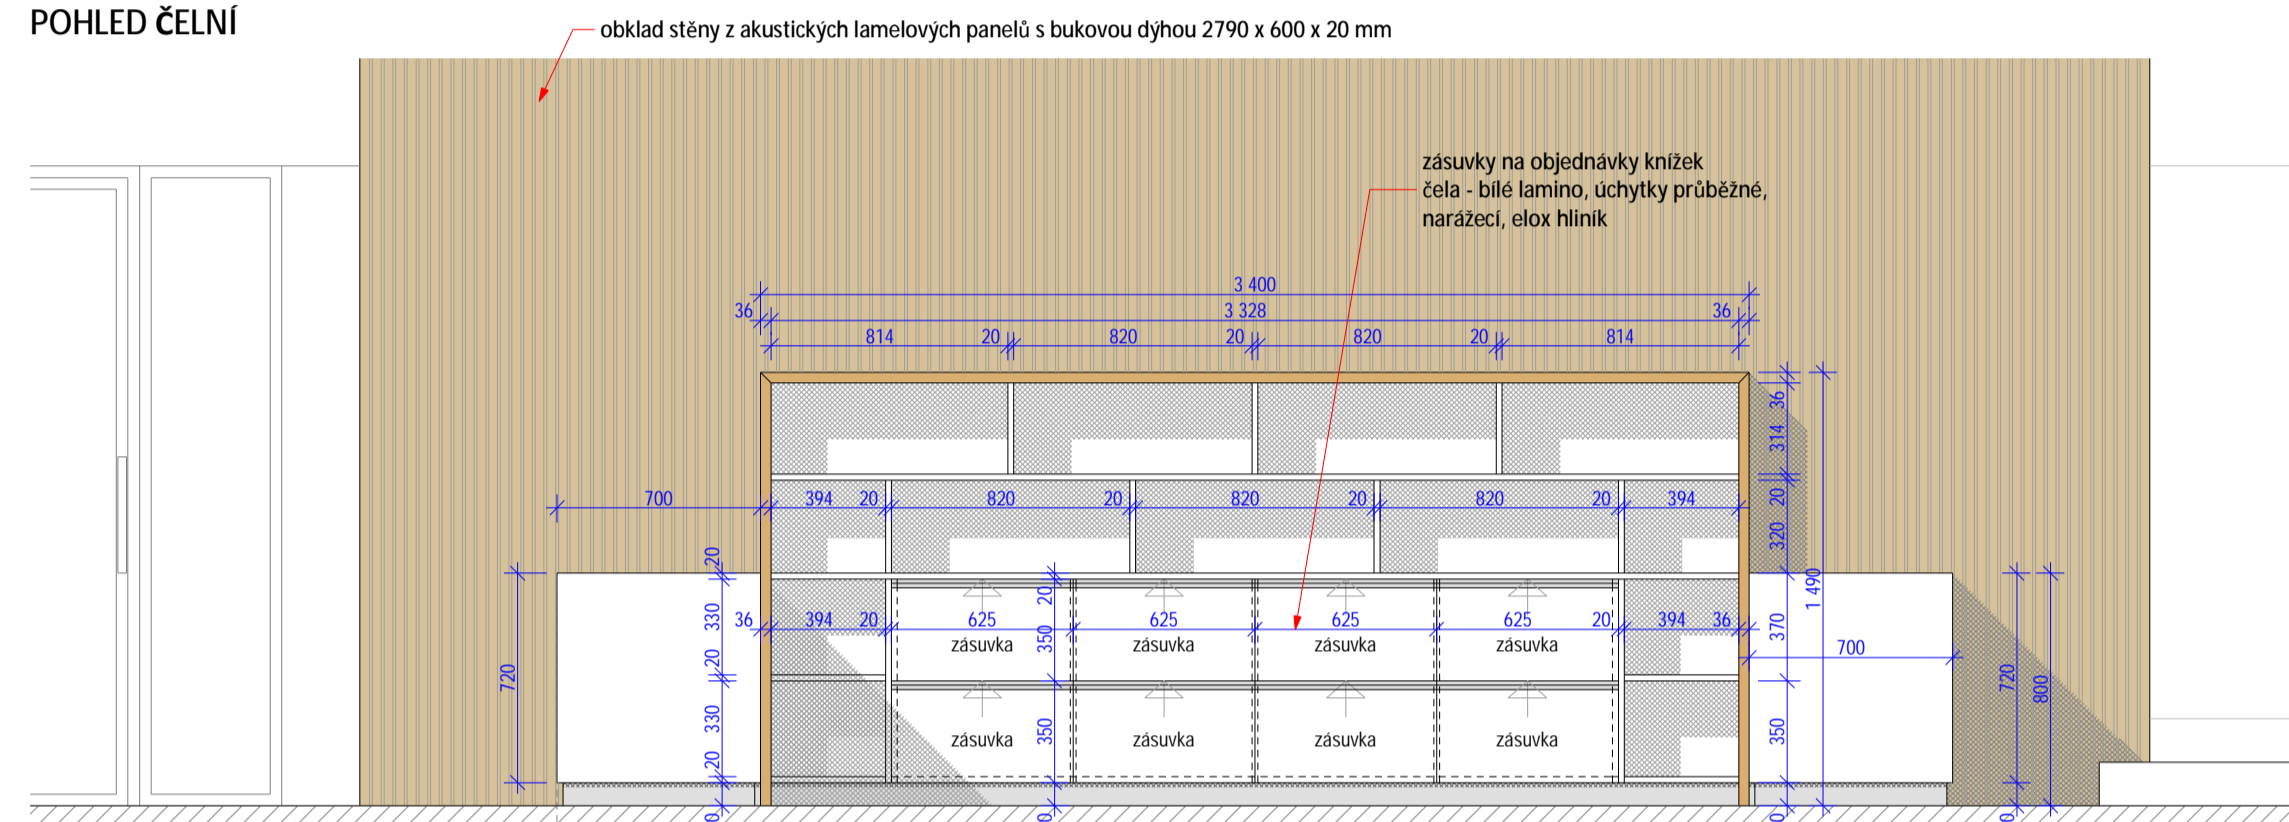 POHLED ČELNÍ
obklad stěny z akustických lamelových panelů s bukovou dýhou 2790 x 600 x 20 mm
zásuvky na objednávky knížek
čela - bílé lamino, úchytky průběžné,
narážecí, elox hliník
3 400
36 3 328 36
814 20 820 20 820 20 814
36
314
20
320
1 490
700 394 20 820 20 820 20 820 20 394
20
330
20
330
20
0
720
36 394 20 625 625 625 625 20 394 36
20
350
350
0
zásuvka zásuvka zásuvka zásuvka
zásuvka zásuvka zásuvka zásuvka
370
350
0
700
720
800
0